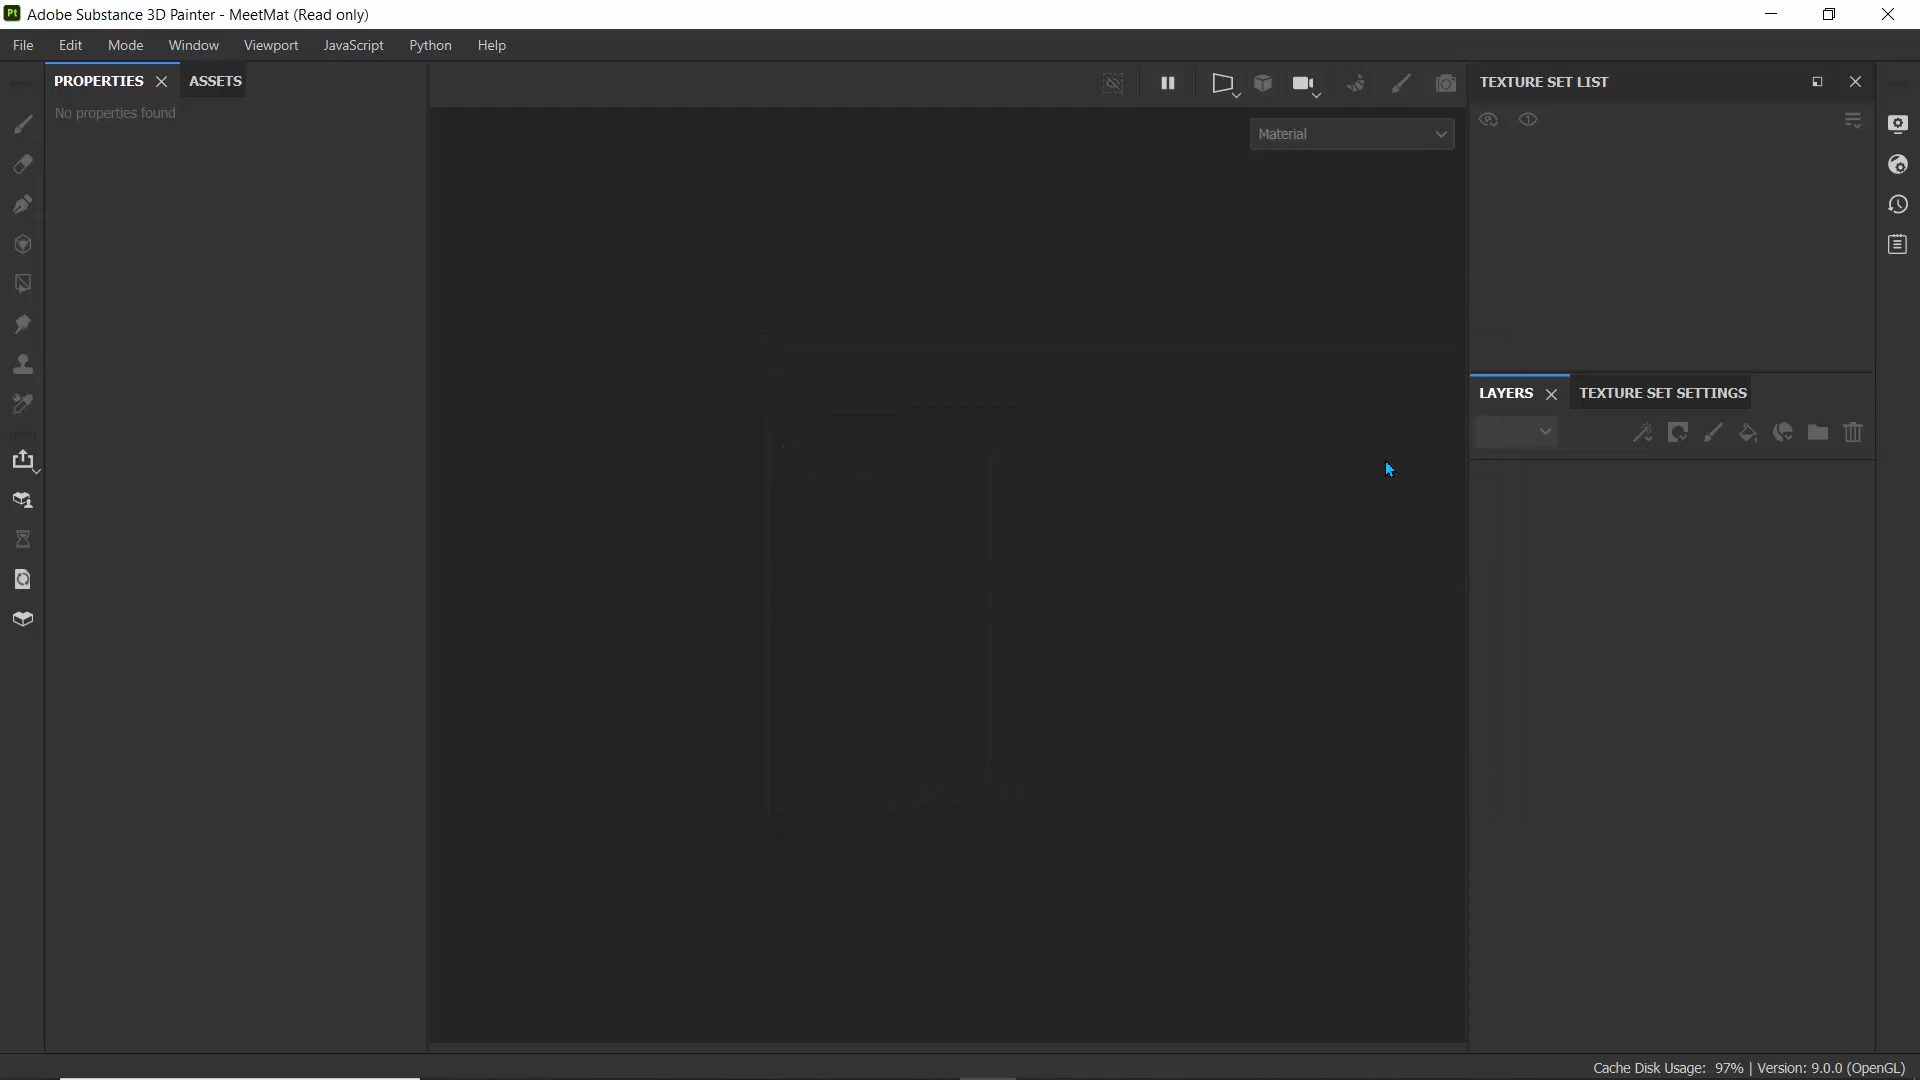 Pt Adobe Substance 3D Painter - MeetMat (Read only)
File Edit Mode Window Viewport JavaScript Python Help
PROPERTIES ASSETS TEXTURE SET LIST
No properties found
Material
LAYERS TEXTURE SET SETTINGS
Cache Disk Usage: 97% | Version: 9.0.0 (OpenGL)